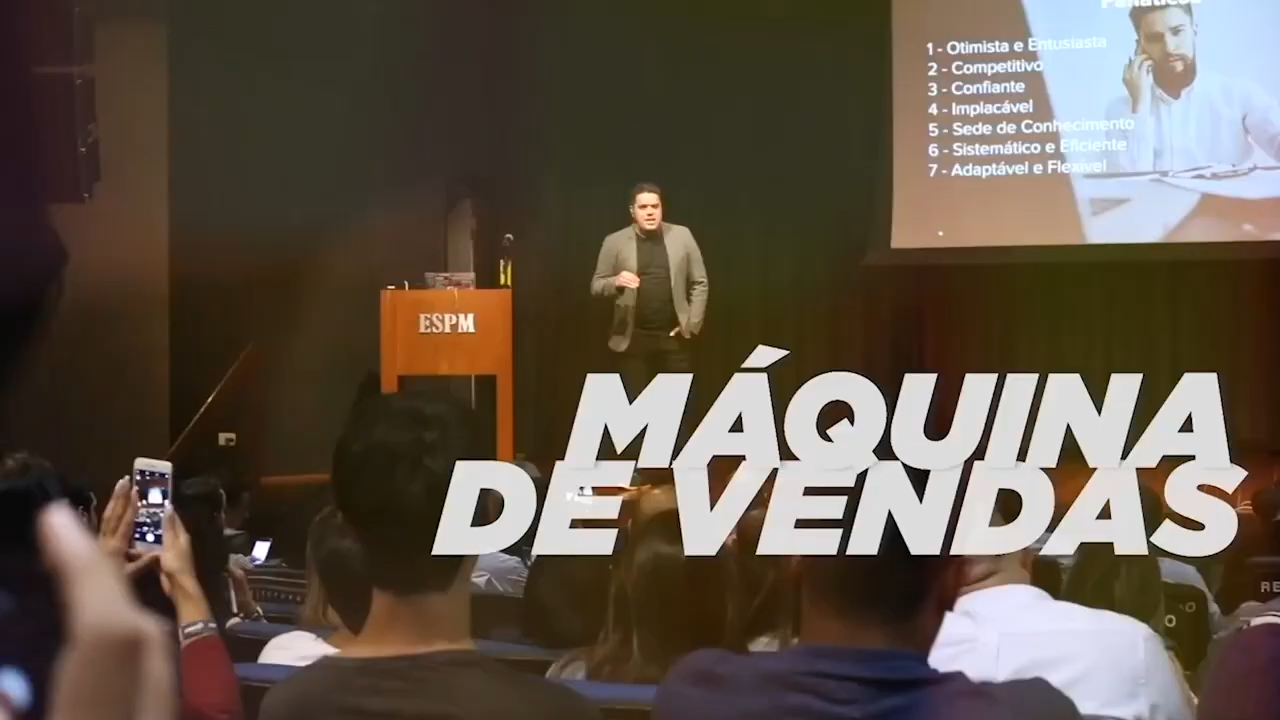 Fanáticos
1 - Otimista e Entusiasta
2 - Competitivo
3 - Confiante
4 - Implacável
5 - Sede de Conhecimento
6 - Sistemático e Eficiente
7 - Adaptável e Flexível
ESPM
MÁQUINA
DE VENDAS